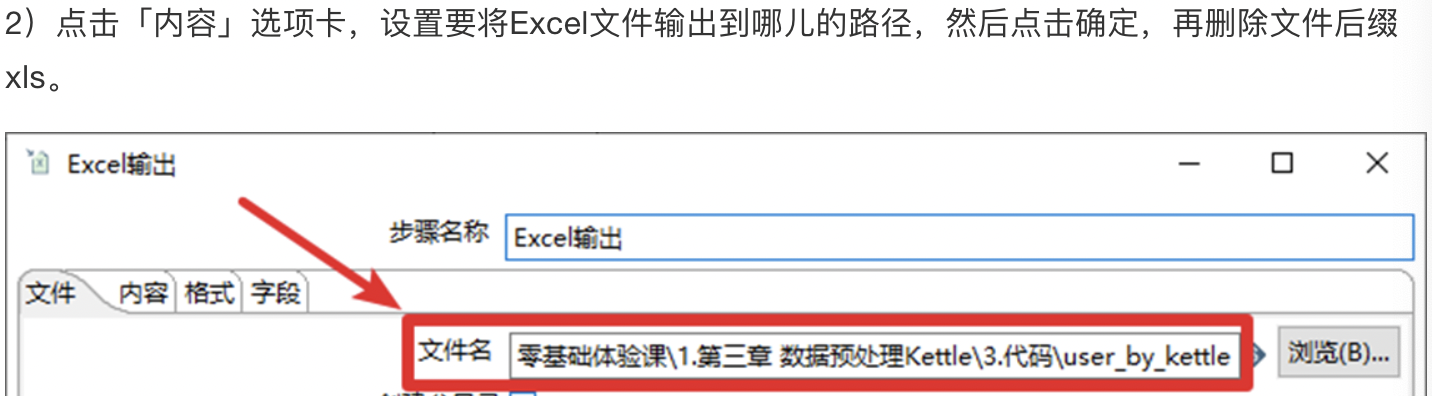 2）点击「内容」选项卡，设置要将Excel文件输出到哪儿的路径，然后点击确定，再删除文件后缀
xls。
Excel输出
步骤名称 Excel输出
文件 内容 格式 字段
文件名 零基础体验课\1.第三章 数据预处理Kettle\3.代码\user_by_kettle 浏览(B)...